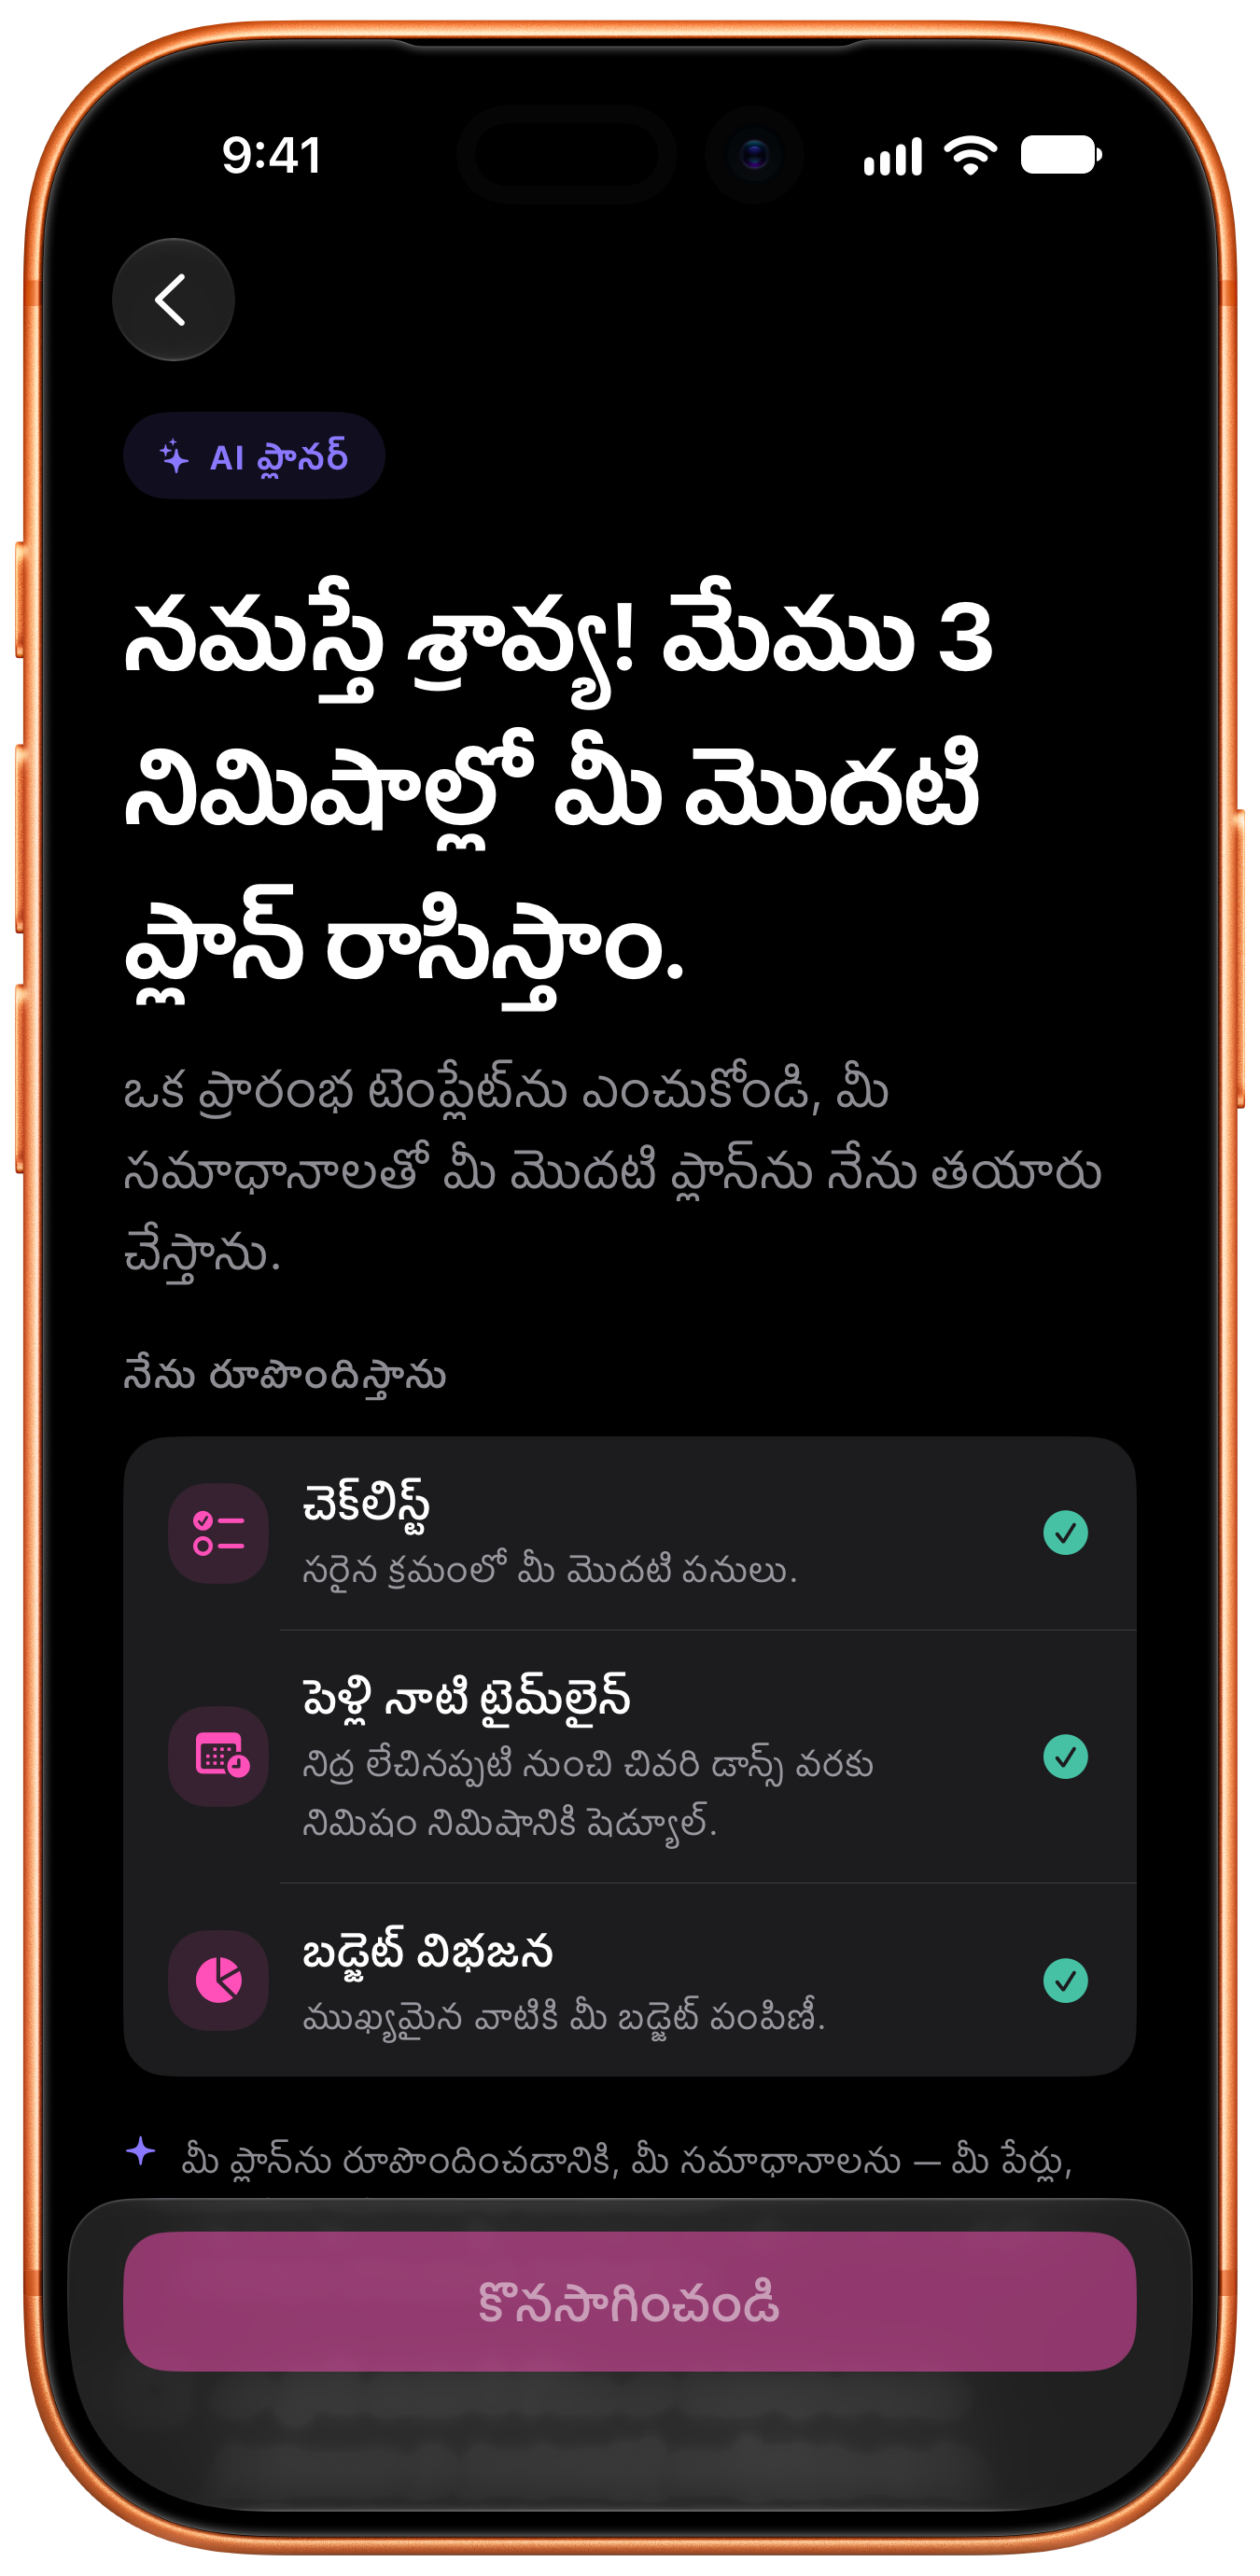 9:41
AI ప్లానర్
నమస్తే శ్రావ్య! మేము 3
నిమిషాల్లో మీ మొదటి
ప్లాన్ రాసిస్తాం.
ఒక ప్రారంభ టెంప్లేట్‌ను ఎంచుకోండి, మీ
సమాధానాలతో మీ మొదటి ప్లాన్‌ను నేను తయారు
చేస్తాను.
నేను రూపొందిస్తాను
చెక్‌లిస్ట్
సరైన క్రమంలో మీ మొదటి పనులు.
పెళ్లి నాటి టైమ్‌లైన్
నిద్ర లేచినప్పటి నుంచి చివరి డాన్స్ వరకు
నిమిషం నిమిషానికి షెడ్యూల్.
బడ్జెట్ విభజన
ముఖ్యమైన వాటికి మీ బడ్జెట్ పంపిణీ.
మీ ప్లాన్‌ను రూపొందించడానికి, మీ సమాధానాలను — మీ పేర్లు,
కొనసాగించండి